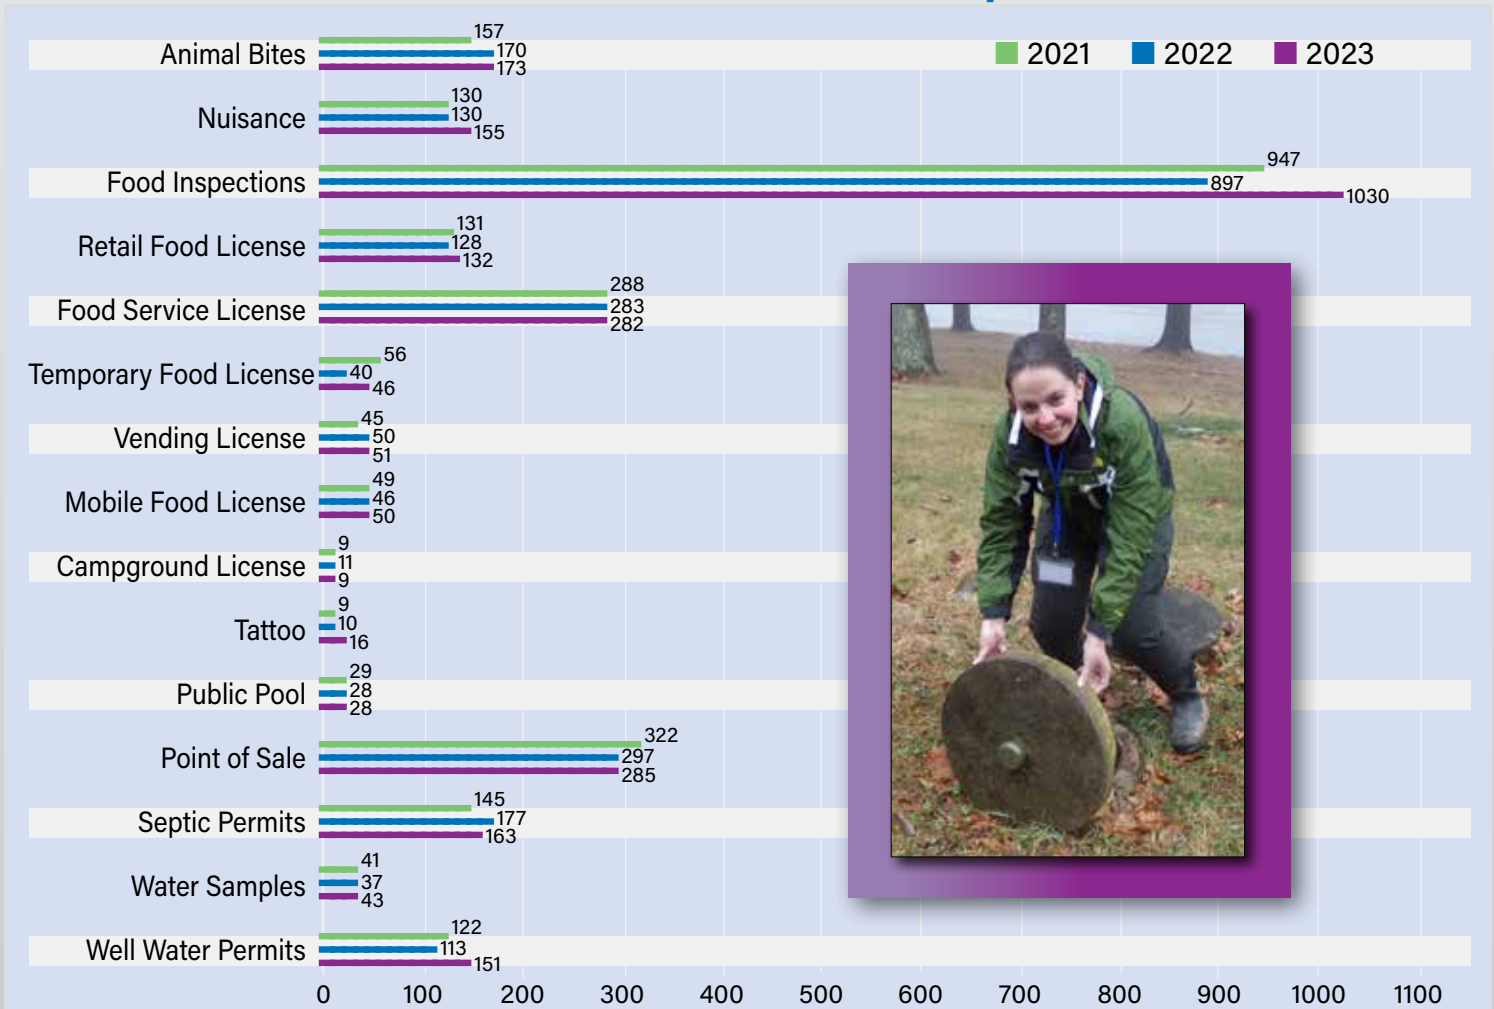 2021 2022 2023
Animal Bites 157
170
173
Nuisance 130
130
155
Food Inspections 947
897
1030
Retail Food License 131
128
132
Food Service License 288
283
282
Temporary Food License 56
40
46
Vending License 45
50
51
Mobile Food License 49
46
50
Campground License 9
11
9
Tattoo 9
10
16
Public Pool 29
28
28
Point of Sale 322
297
285
Septic Permits 145
177
163
Water Samples 41
37
43
Well Water Permits 122
113
151
0 100 200 300 400 500 600 700 800 900 1000 1100